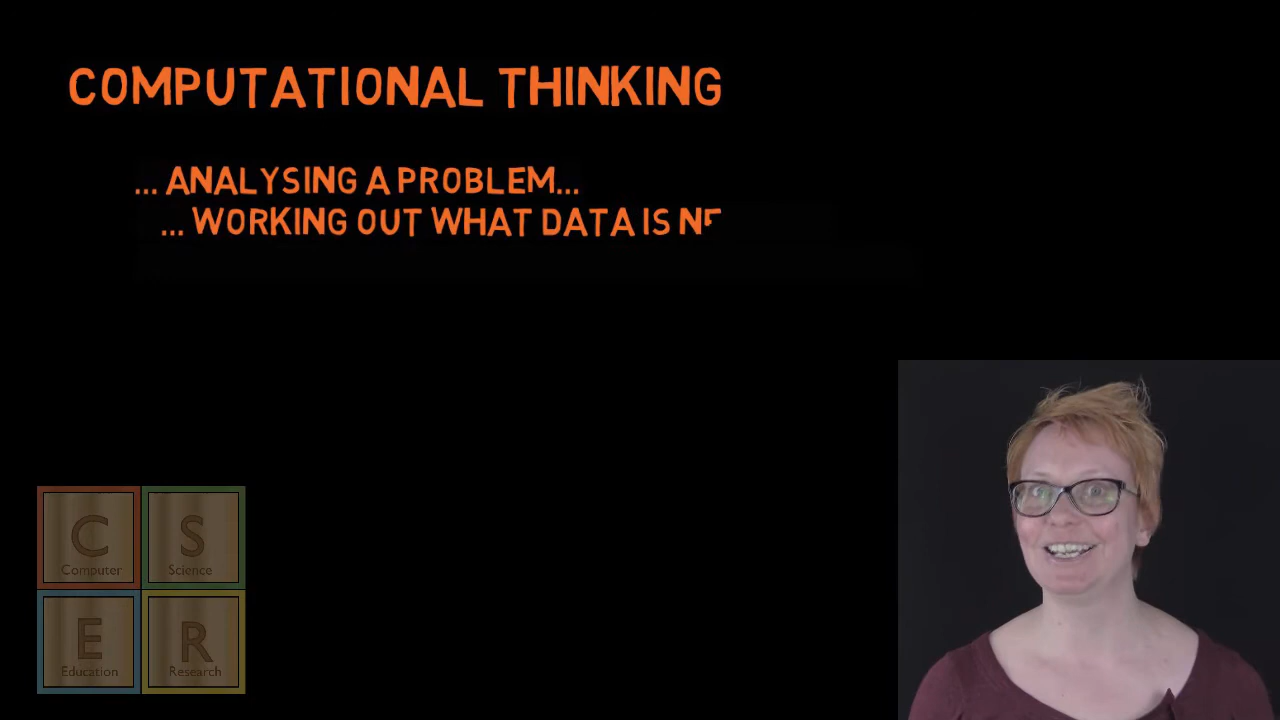 COMPUTATIONAL THINKING
... ANALYSING A PROBLEM...
... WORKING OUT WHAT DATA IS
C S
Computer Science
E R
Education Research